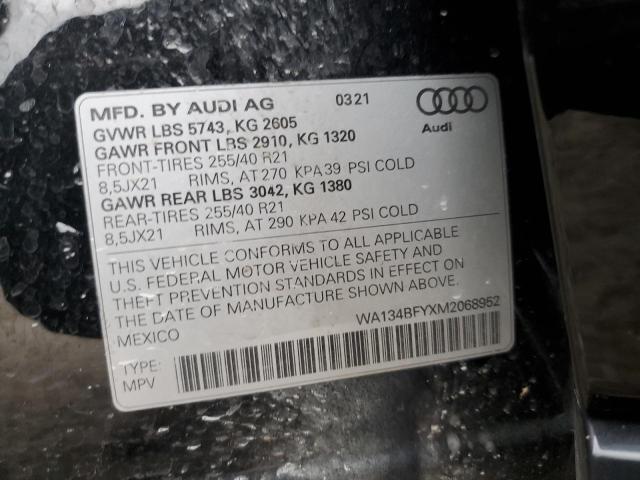 MFD. BY AUDI AG 0321
GVWR LBS 5743, KG 2605
GAWR FRONT LBS 2910, KG 1320
FRONT-TIRES 255/40 R21
8,5JX21 RIMS, AT 270 KPA 39 PSI COLD
GAWR REAR LBS 3042, KG 1380
REAR-TIRES 255/40 R21
8,5JX21 RIMS, AT 290 KPA 42 PSI COLD
Audi
THIS VEHICLE CONFORMS TO ALL APPLICABLE
U.S. FEDERAL MOTOR VEHICLE SAFETY AND
THEFT PREVENTION STANDARDS IN EFFECT ON
THE DATE OF MANUFACTURE SHOWN ABOVE.
MEXICO
WA134BFYXM2068952
TYPE:
MPV